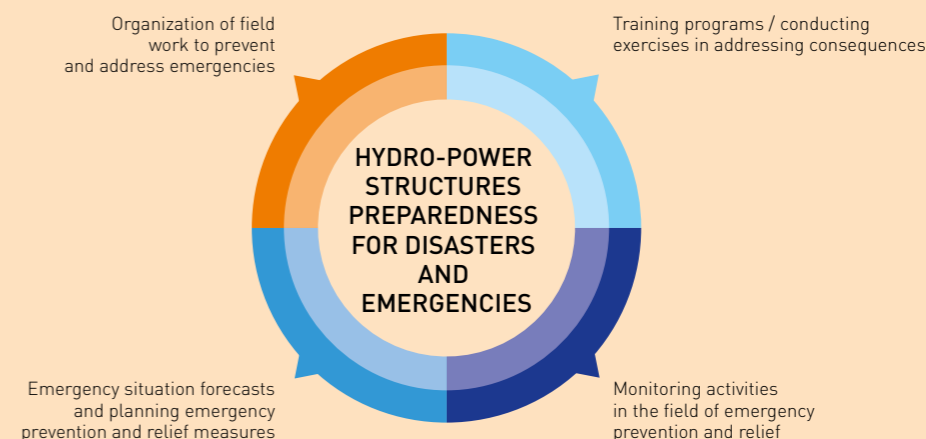 Organization of field
work to prevent
and address emergencies
Training programs / conducting
exercises in addressing consequences
HYDRO-POWER
STRUCTURES
PREPAREDNESS
FOR DISASTERS
AND
EMERGENCIES
Emergency situation forecasts
and planning emergency
prevention and relief measures
Monitoring activities
in the field of emergency
prevention and relief